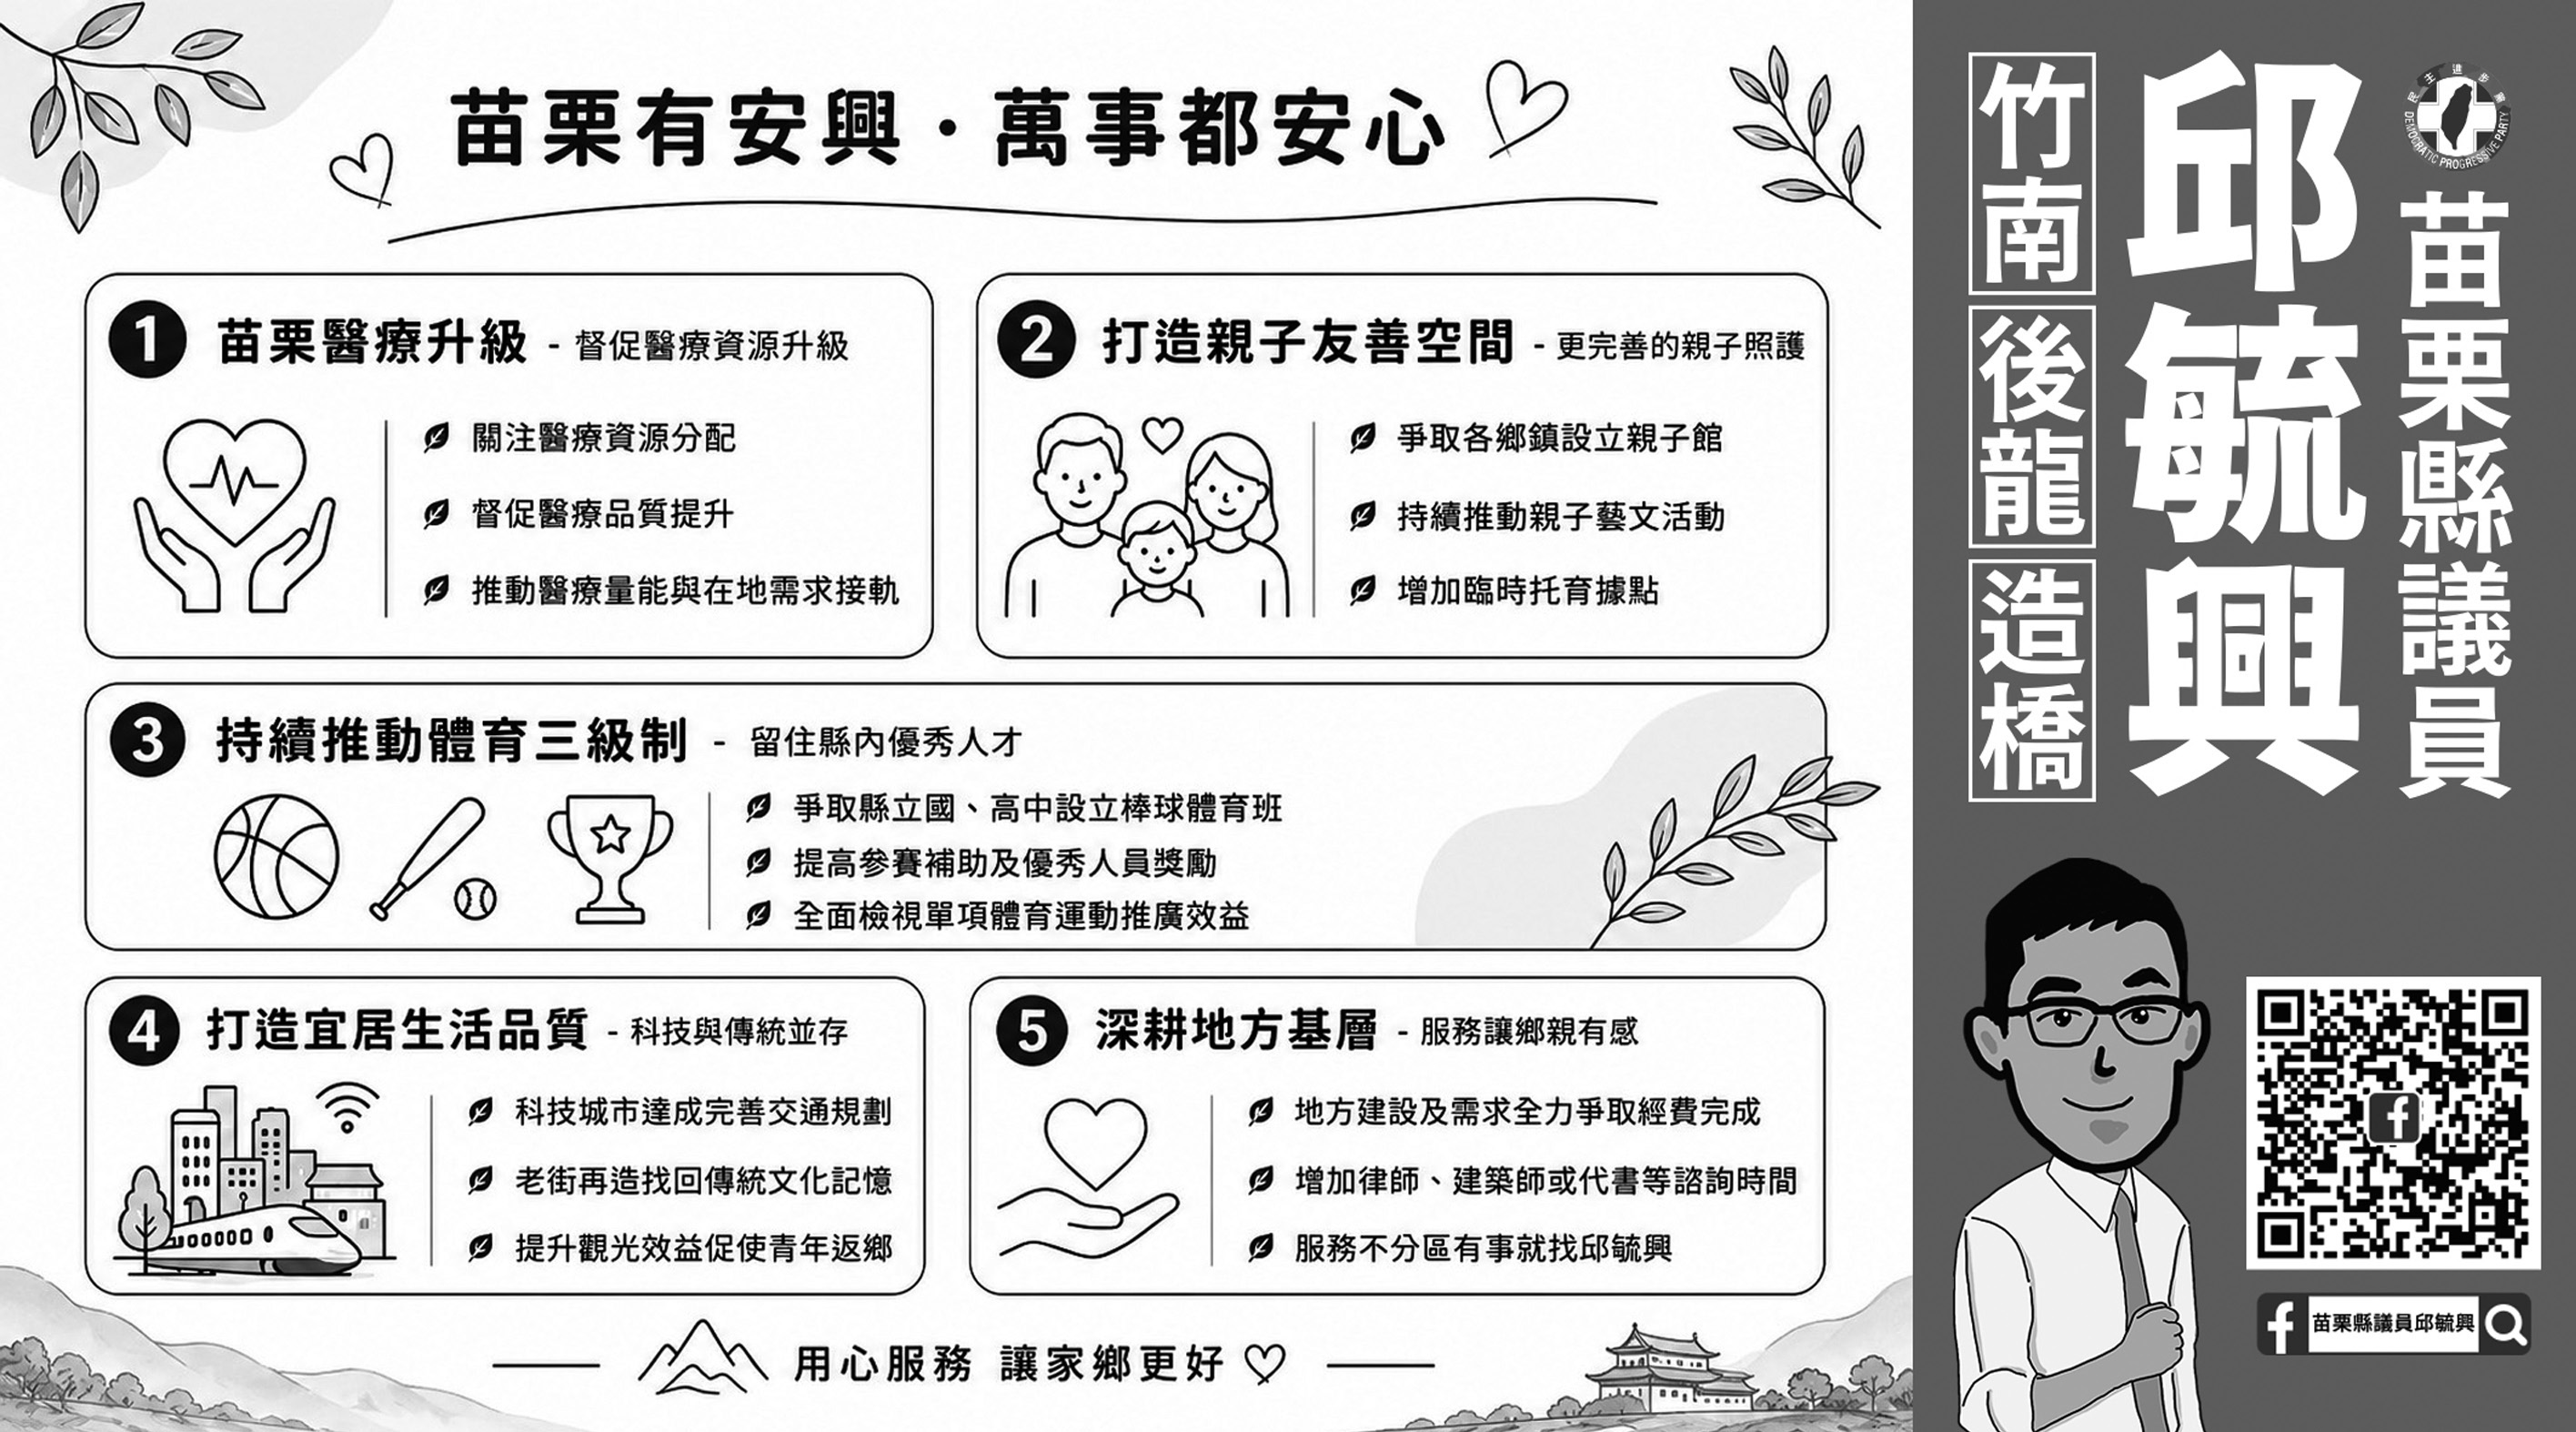 苗栗有安興・萬事都安心
1 苗栗醫療升級 - 督促醫療資源升級
關注醫療資源分配
督促醫療品質提升
推動醫療量能與在地需求接軌
2 打造親子友善空間 - 更完善的親子照護
爭取各鄉鎮設立親子館
持續推動親子藝文活動
增加臨時托育據點
3 持續推動體育三級制 - 留住縣內優秀人才
爭取縣立國、高中設立棒球體育班
提高參賽補助及優秀人員獎勵
全面檢視單項體育運動推廣效益
4 打造宜居生活品質 - 科技與傳統並存
科技城市達成完善交通規劃
老街再造找回傳統文化記憶
提升觀光效益促使青年返鄉
5 深耕地方基層 - 服務讓鄉親有感
地方建設及需求全力爭取經費完成
增加律師、建築師或代書等諮詢時間
服務不分區有事就找邱毓興
用心服務 讓家鄉更好
民主進步黨
DEMOCRATIC PROGRESSIVE PARTY
苗栗縣議員
邱毓興
竹南
後龍
造橋
f
f 苗栗縣議員邱毓興